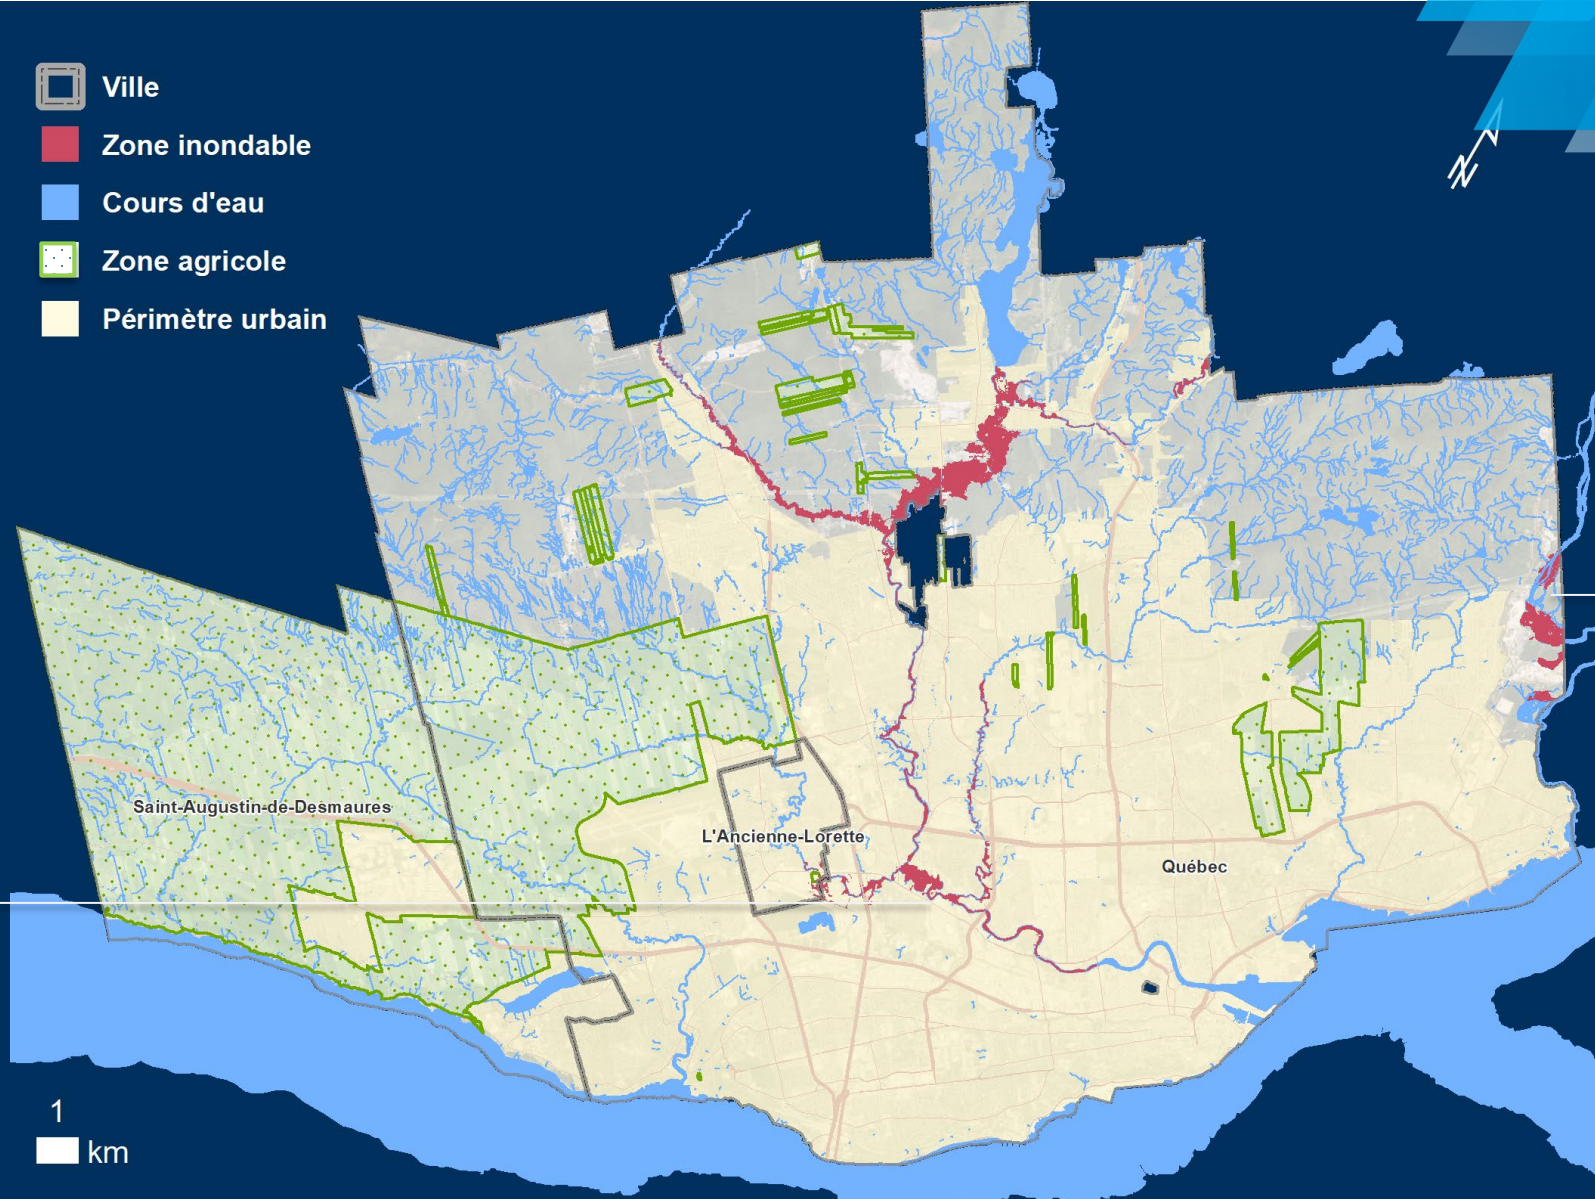 Ville
Zone inondable
Cours d'eau
Zone agricole
Périmètre urbain
N
Saint-Augustin-de-Desmaures
L'Ancienne-Lorette
Québec
1
km